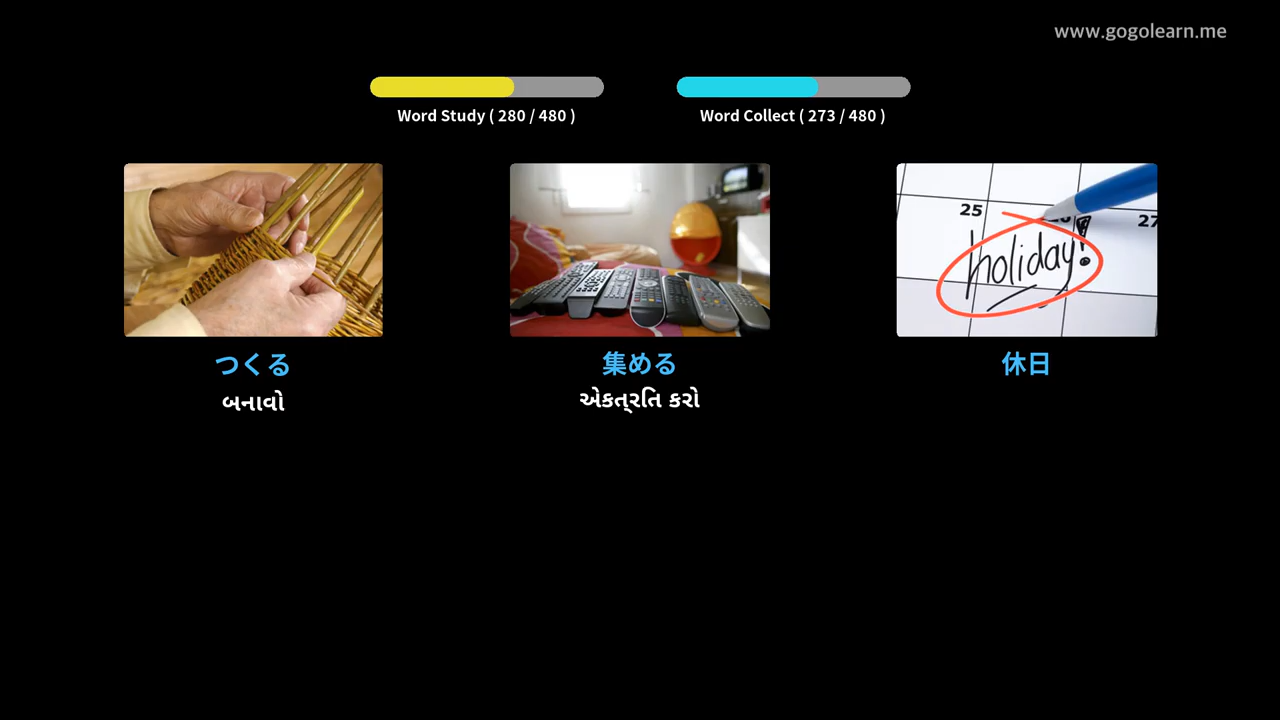 www.gogolearn.me
Word Study ( 280 / 480 )
Word Collect ( 273 / 480 )
25
27
holiday!
つくる
集める
休日
બનાવો
એકત્રતિ કરો